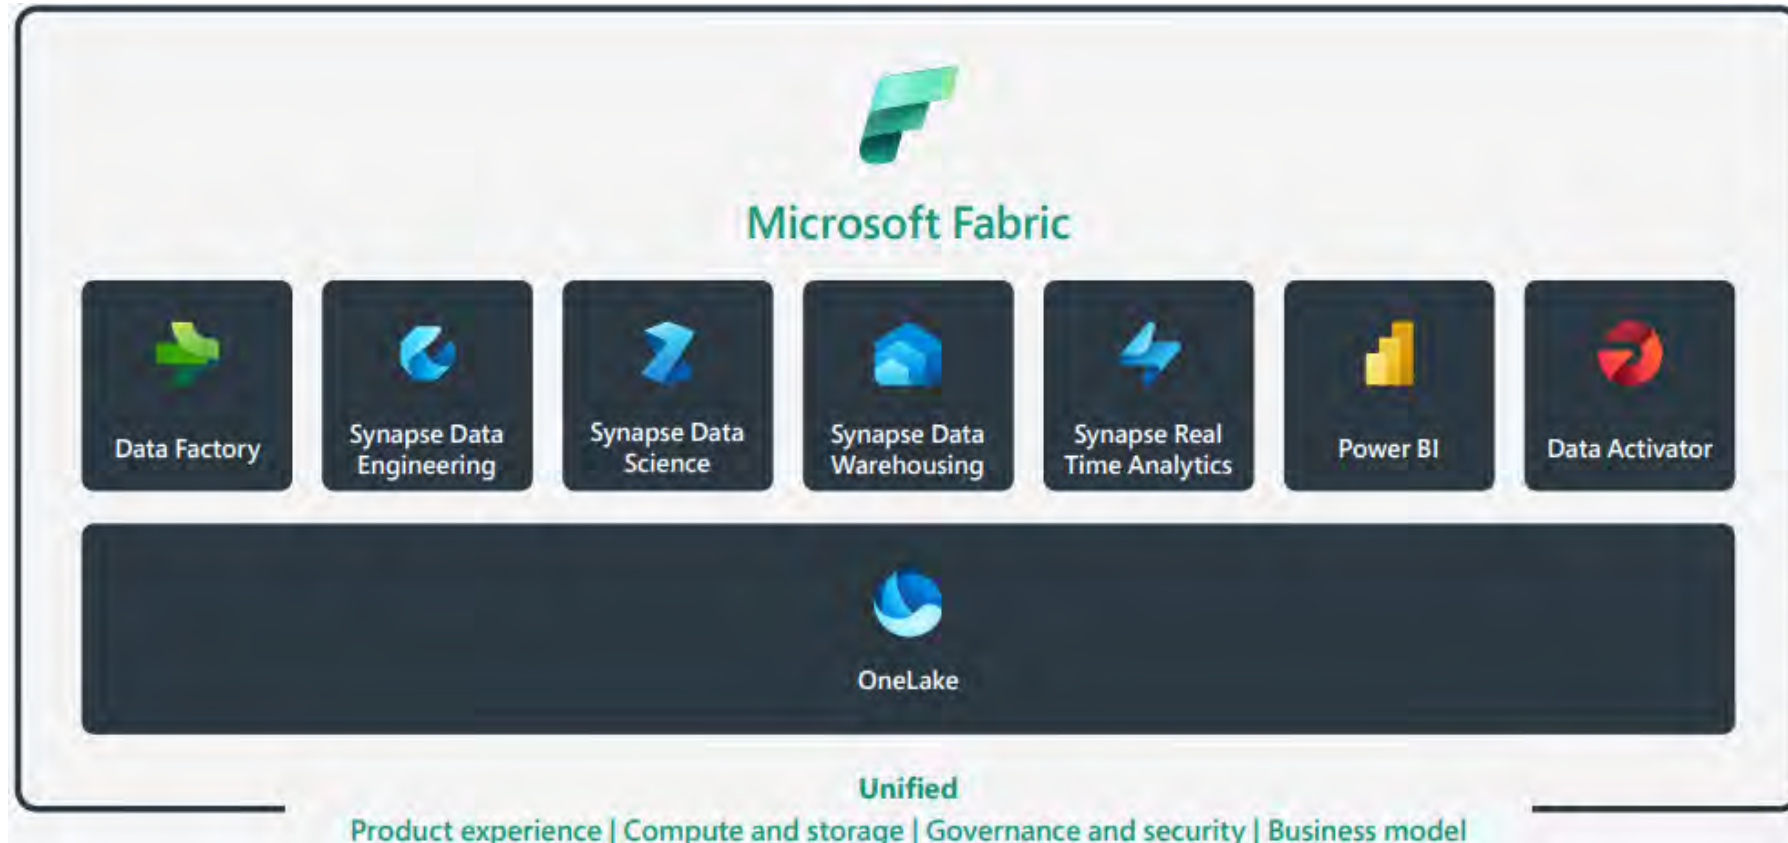 Microsoft Fabric
Data Factory
Synapse Data
Engineering
Synapse Data
Science
Synapse Data
Warehousing
Synapse Real
Time Analytics
Power BI
Data Activator
OneLake
Unified
Product experience | Compute and storage | Governance and security | Business model